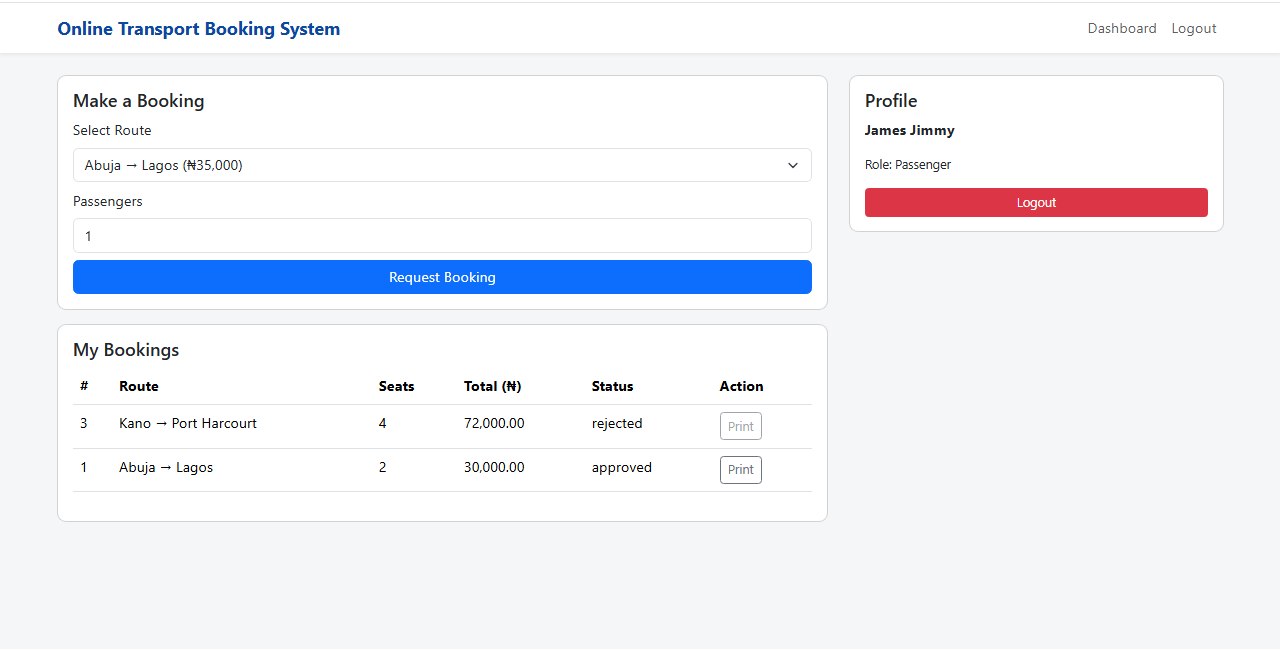 Online Transport Booking System
Dashboard Logout
Make a Booking
Select Route
Abuja → Lagos (₦35,000)
Passengers
1
Request Booking
Profile
James Jimmy
Role: Passenger
Logout
My Bookings
# Route Seats Total (₦) Status Action
3 Kano → Port Harcourt 4 72,000.00 rejected Print
1 Abuja → Lagos 2 30,000.00 approved Print